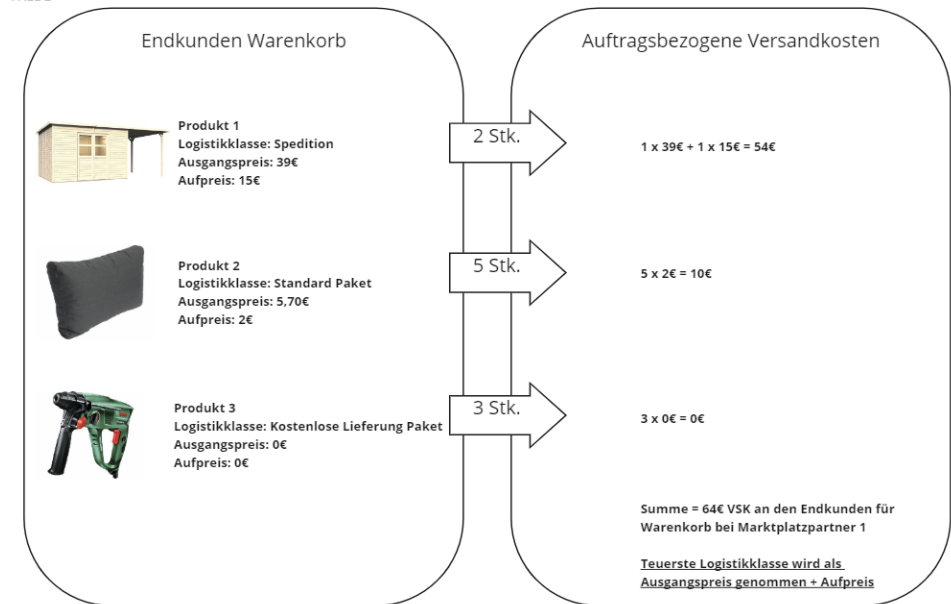 Endkunden Warenkorb
Auftragsbezogene Versandkosten
Produkt 1
Logistikklasse: Spedition
Ausgangspreis: 39€
Aufpreis: 15€
2 Stk.
1 x 39€ + 1 x 15€ = 54€
Produkt 2
Logistikklasse: Standard Paket
Ausgangspreis: 5,70€
Aufpreis: 2€
5 Stk.
5 x 2€ = 10€
Produkt 3
Logistikklasse: Kostenlose Lieferung Paket
Ausgangspreis: 0€
Aufpreis: 0€
3 Stk.
3 x 0€ = 0€
Summe = 64€ VSK an den Endkunden für
Warenkorb bei Marktplatzpartner 1
Teuerste Logistikklasse wird als
Ausgangspreis genommen + Aufpreis